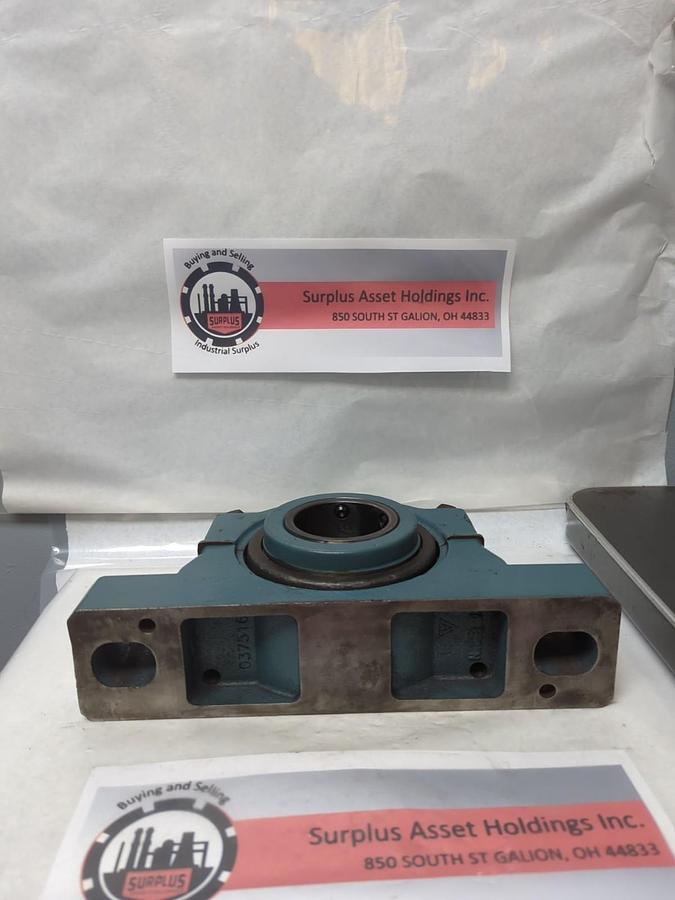 Buying and Selling
SURPLUS
Industrial Surplus
Surplus Asset Holdings Inc.
850 SOUTH ST GALION, OH 44833
037516
Buying and Selling
SURPLUS
Surplus Asset Holdings Inc.
850 SOUTH ST GALION, OH 44833